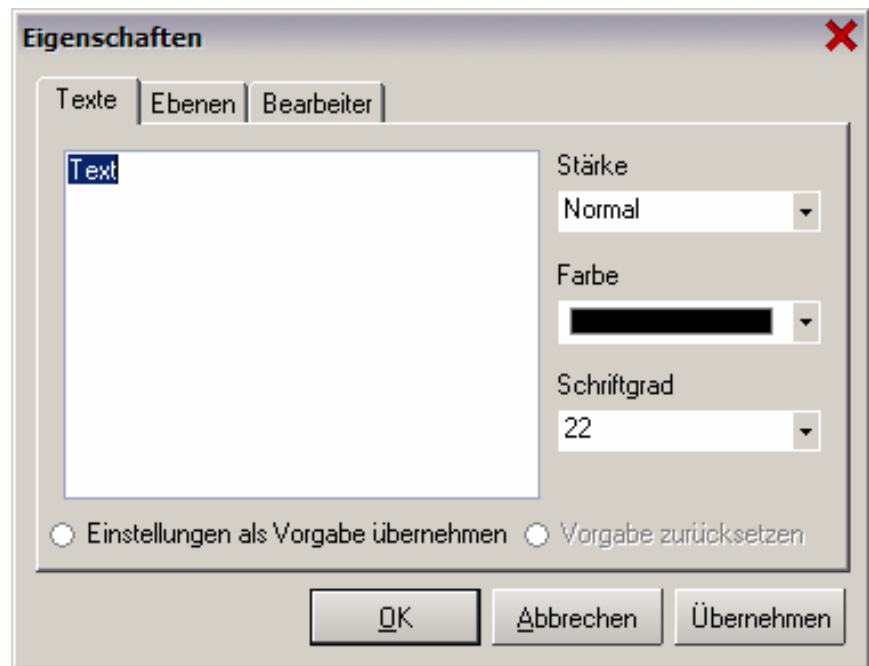 Eigenschaften
Texte Ebenen Bearbeiter
Text
Stärke
Normal
Farbe
Schriftgrad
22
Einstellungen als Vorgabe übernehmen Vorgabe zurücksetzen
OK Abbrechen Übernehmen